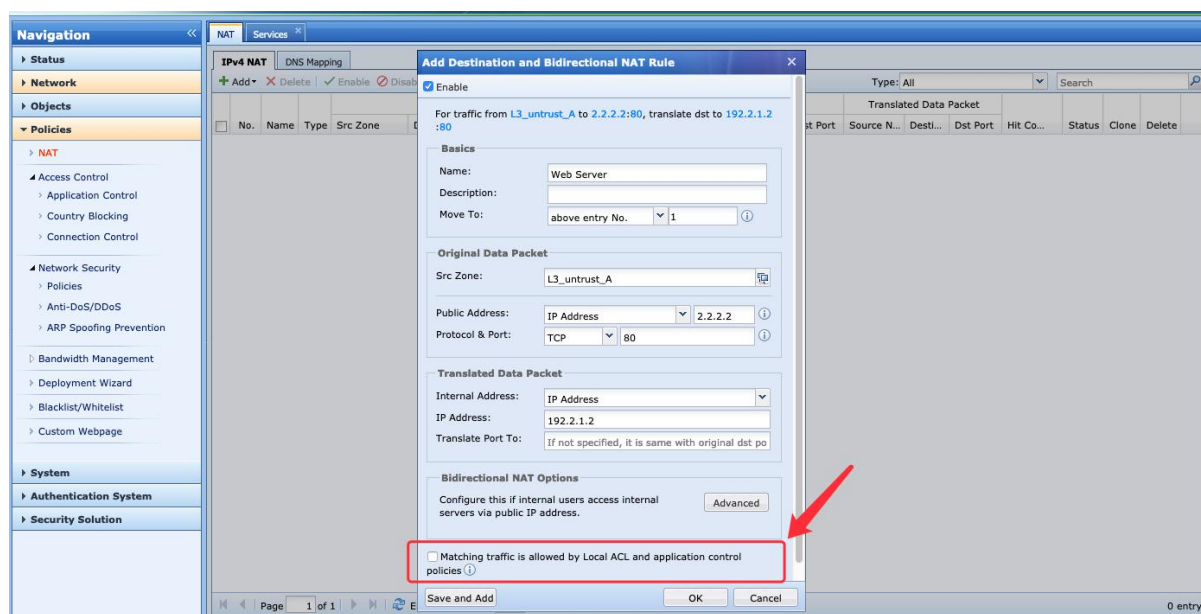 Navigation
Status
Network
Objects
Policies
NAT
Access Control
Application Control
Country Blocking
Connection Control
Network Security
Policies
Anti-DoS/DDoS
ARP Spoofing Prevention
Bandwidth Management
Deployment Wizard
Blacklist/Whitelist
Custom Webpage
System
Authentication System
Security Solution
NAT Services
IPv4 NAT DNS Mapping
Add Delete Enable Disab
Type: All Search
Translated Data Packet
No. Name Type Src Zone D st Port Source N... Desti... Dst Port Hit Co... Status Clone Delete
Add Destination and Bidirectional NAT Rule
Enable
For traffic from L3_untrust_A to 2.2.2.2:80, translate dst to 192.2.1.2
:80
Basics
Name: Web Server
Description:
Move To: above entry No. 1
Original Data Packet
Src Zone: L3_untrust_A
Public Address: IP Address 2.2.2.2
Protocol & Port: TCP 80
Translated Data Packet
Internal Address: IP Address
IP Address: 192.2.1.2
Translate Port To: If not specified, it is same with original dst po
Bidirectional NAT Options
Configure this if internal users access internal
servers via public IP address.
Advanced
Matching traffic is allowed by Local ACL and application control
policies
Save and Add OK Cancel
Page 1 of 1 E 0 entry